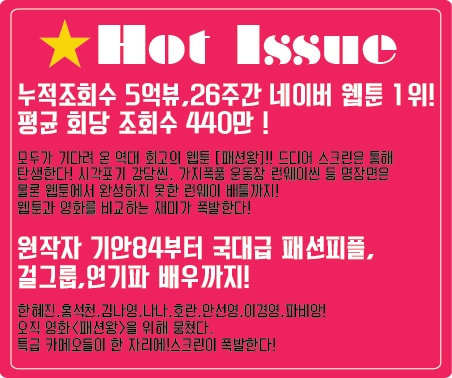 Hot Issue
누적조회수 5억뷰,26주간 네이버 웹툰 1위!
평균 회당 조회수 440만 !
모두가 기다려 온 역대 최고의 웹툰 [패션왕]!! 드디어 스크린을 통해
탄생한다! 시각포기 강당씬, 가지폭풍 운동장 런웨이씬 등 명장면은
물론 웹툰에서 완성하지 못한 런웨이 배틀까지!
웹툰과 영화를 비교하는 재미가 폭발한다!
원작자 기안84부터 국대급 패션피플,
걸그룹,연기파 배우까지!
한혜진,홍석천,김나영,나나,호란,안선영,이경영,파비앙!
오직 영화<패션왕>을 위해 뭉쳤다.
특급 카메오들이 한 자리에!스크린이 폭발한다!